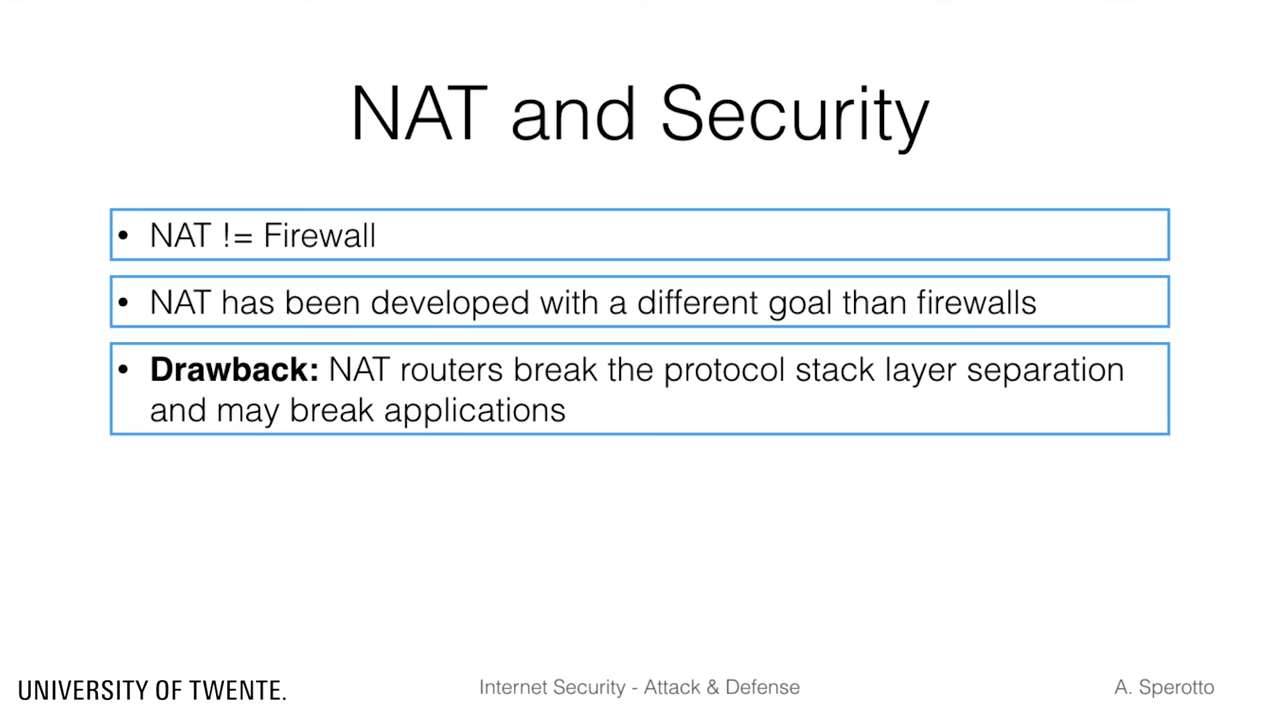 NAT and Security
• NAT != Firewall
• NAT has been developed with a different goal than firewalls
• Drawback: NAT routers break the protocol stack layer separation
and may break applications
UNIVERSITY OF TWENTE.
Internet Security - Attack & Defense
A. Sperotto